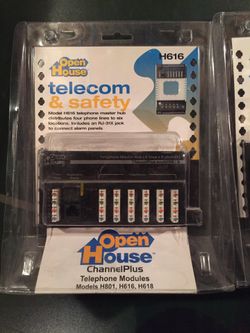 Open
House
H616
telecom
& safety
Model H616 telephone master hub
distributes four phone lines to six
locations. Includes an RJ-31X jack
to connect alarm panels.
Open
House
ChannelPlus
Telephone Modules
Models H801, H616, H618